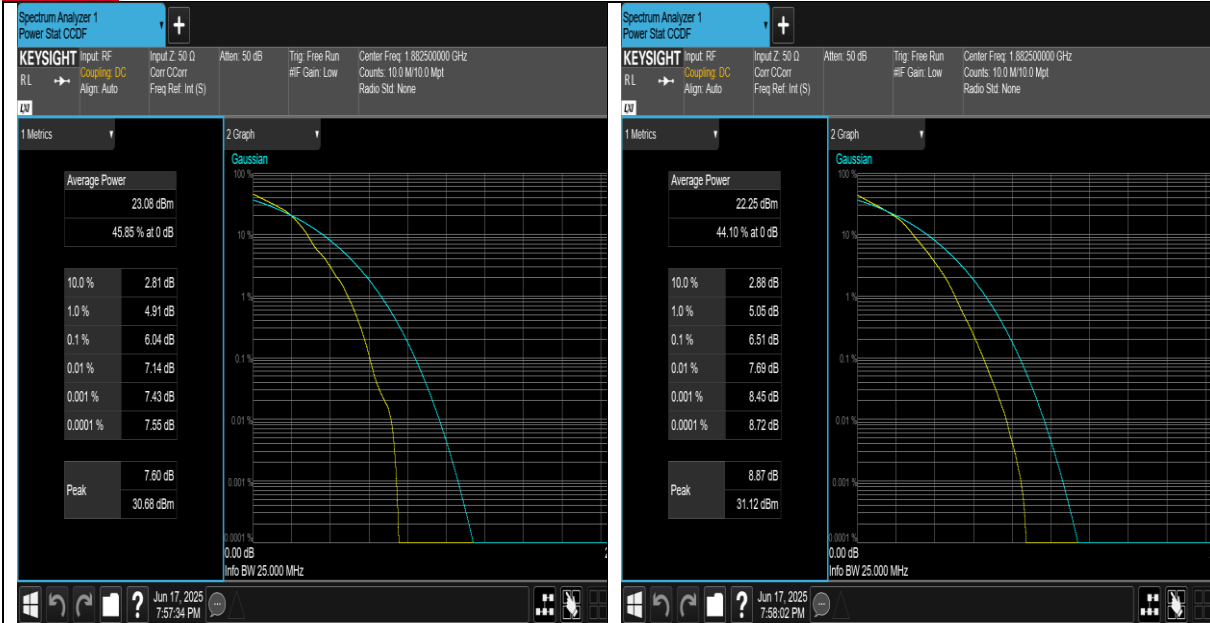 Spectrum Analyzer 1
Power Stat CCDF
+
KEYSIGHT
RL
LXI
Input: RF
Coupling: DC
Align: Auto
Input Z: 50 Ω
Corr CCorr
Freq Ref: Int (S)
Atten: 50 dB
Trig: Free Run
#IF Gain: Low
Center Freq: 1.882500000 GHz
Counts: 10.0 M/10.0 Mpt
Radio Std: None
1 Metrics
Average Power
23.08 dBm
45.85 % at 0 dB
10.0 % 2.81 dB
1.0 % 4.91 dB
0.1 % 6.04 dB
0.01 % 7.14 dB
0.001 % 7.43 dB
0.0001 % 7.55 dB
Peak
7.60 dB
30.68 dBm
2 Graph
Gaussian
100 %
10 %
1 %
0.1 %
0.01 %
0.001 %
0.0001 %
0.00 dB
Info BW 25.000 MHz
?
Jun 17, 2025
7:57:34 PM
Spectrum Analyzer 1
Power Stat CCDF
+
KEYSIGHT
RL
LXI
Input: RF
Coupling: DC
Align: Auto
Input Z: 50 Ω
Corr CCorr
Freq Ref: Int (S)
Atten: 50 dB
Trig: Free Run
#IF Gain: Low
Center Freq: 1.882500000 GHz
Counts: 10.0 M/10.0 Mpt
Radio Std: None
1 Metrics
Average Power
22.25 dBm
44.10 % at 0 dB
10.0 % 2.88 dB
1.0 % 5.05 dB
0.1 % 6.51 dB
0.01 % 7.69 dB
0.001 % 8.45 dB
0.0001 % 8.72 dB
Peak
8.87 dB
31.12 dBm
2 Graph
Gaussian
100 %
10 %
1 %
0.1 %
0.01 %
0.001 %
0.0001 %
0.00 dB
Info BW 25.000 MHz
?
Jun 17, 2025
7:58:02 PM